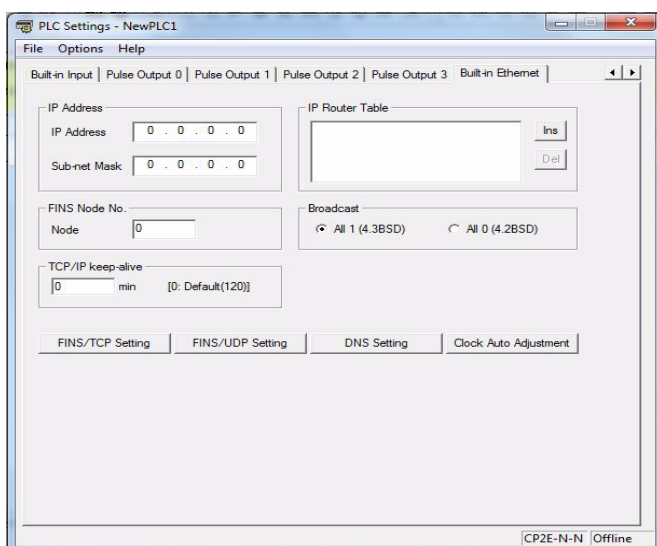 PLC Settings - NewPLC1
File Options Help
Built-in Input Pulse Output 0 Pulse Output 1 Pulse Output 2 Pulse Output 3 Built-in Ethernet
IP Address
IP Address 0 . 0 . 0 . 0
Sub-net Mask 0 . 0 . 0 . 0
IP Router Table
Ins
Del
FINS Node No.
Node 0
Broadcast
All 1 (4.3BSD) All 0 (4.2BSD)
TCP/IP keep-alive
0 min [0: Default(120)]
FINS/TCP Setting FINS/UDP Setting DNS Setting Clock Auto Adjustment
CP2E-N-N Offline